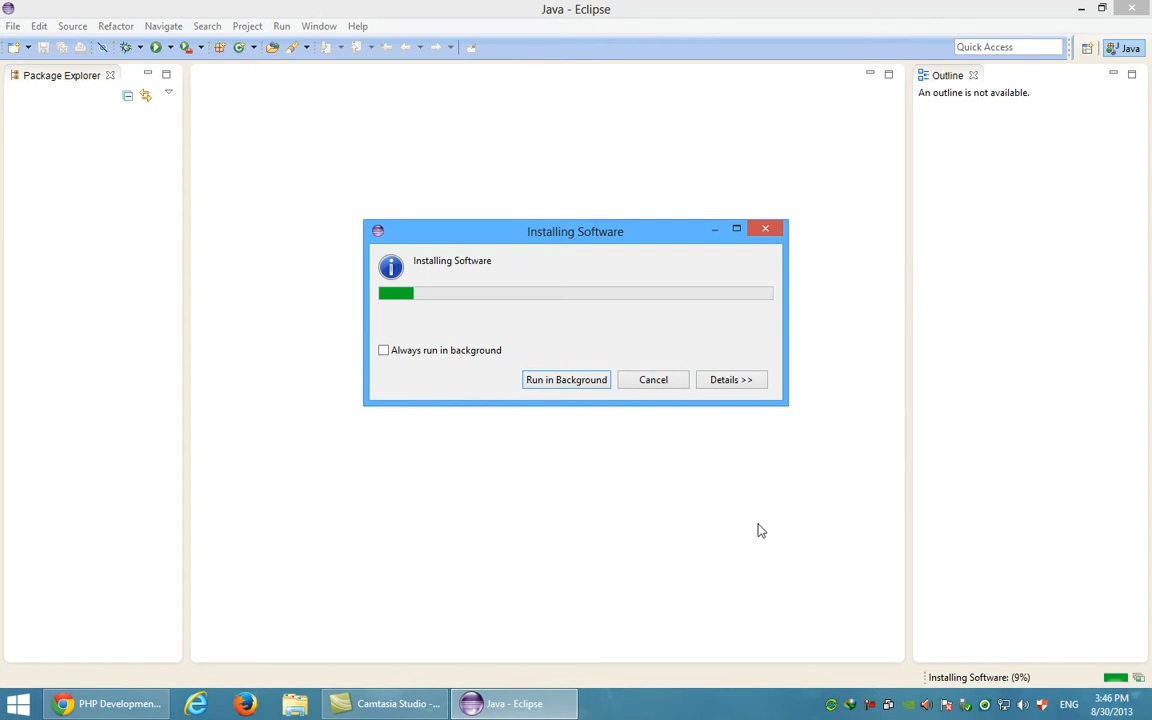 Java - Eclipse
File Edit Source Refactor Navigate Search Project Run Window Help
Quick Access
Java
Package Explorer
Outline
An outline is not available.
Installing Software
Installing Software
Always run in background
Run in Background Cancel Details >>
Installing Software: (9%)
PHP Developmen...
Camtasia Studio -...
Java - Eclipse
ENG
3:46 PM
8/30/2013